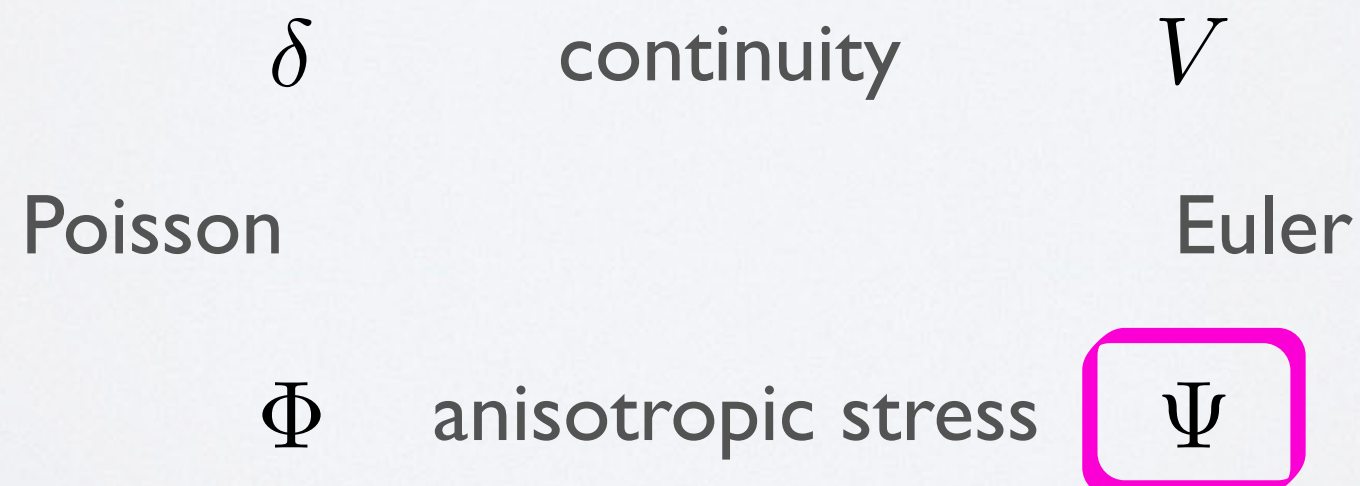 δ continuity V
Poisson Euler
Φ anisotropic stress Ψ